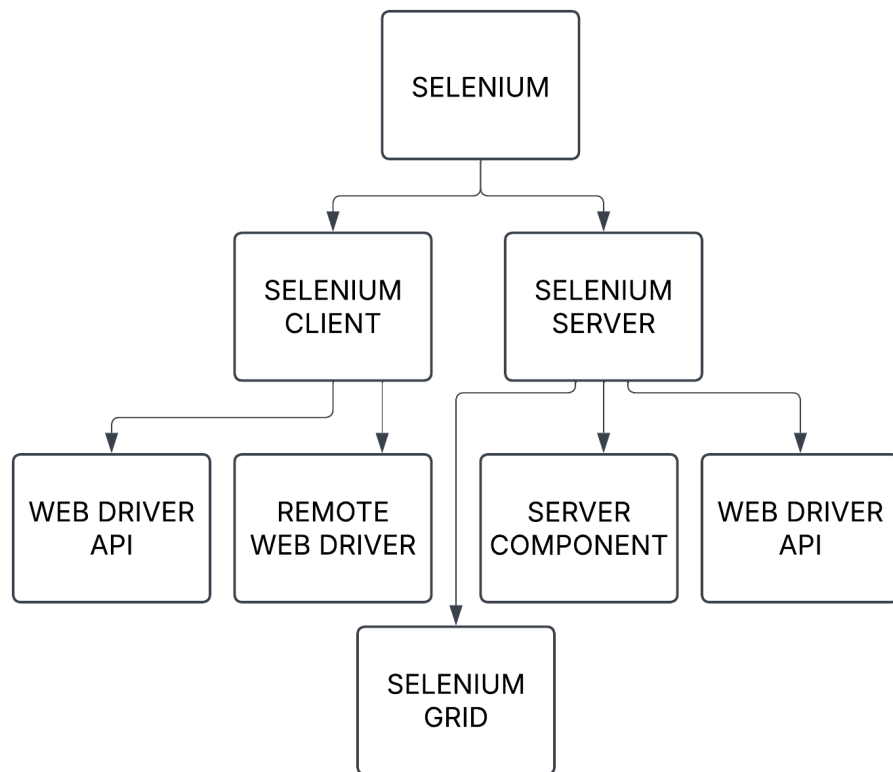 SELENIUM
SELENIUM
CLIENT
SELENIUM
SERVER
WEB DRIVER
API
REMOTE
WEB DRIVER
SERVER
COMPONENT
WEB DRIVER
API
SELENIUM
GRID